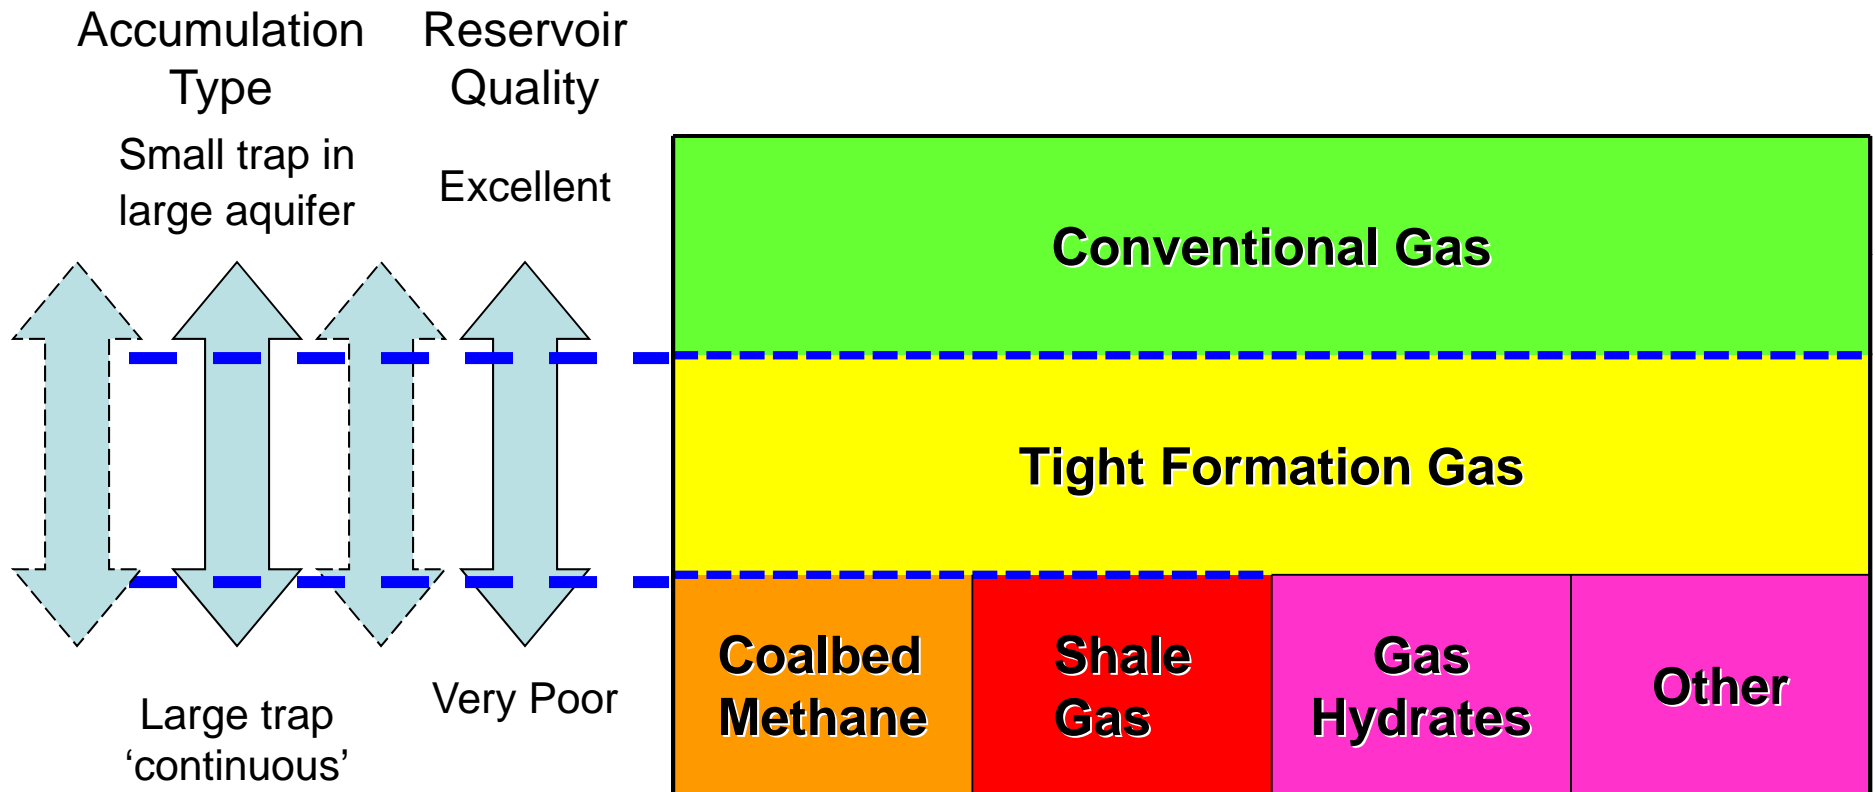 Accumulation
Type
Reservoir
Quality
Small trap in
large aquifer
Excellent
Conventional Gas
Tight Formation Gas
Coalbed
Methane
Shale
Gas
Gas
Hydrates
Other
Very Poor
Large trap
‘continuous’